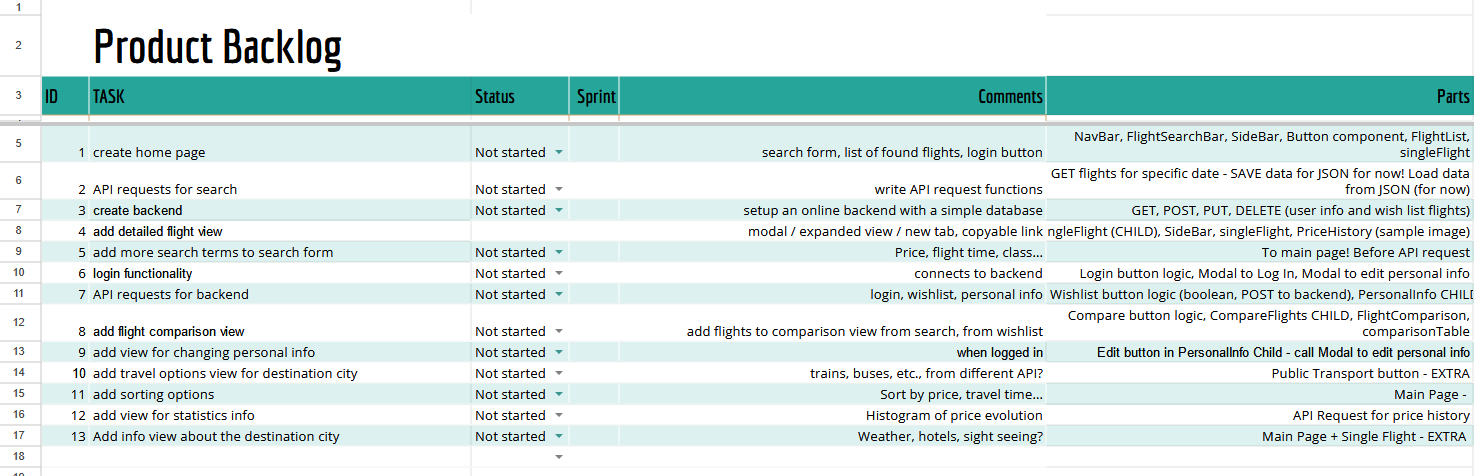 1
2 Product Backlog
3 ID TASK Status Sprint Comments Parts
5 NavBar, FlightSearchBar, SideBar, Button component, FlightList,
1 create home page Not started search form, list of found flights, login button singleFlight
6 GET flights for specific date - SAVE data for JSON for now! Load data
2 API requests for search Not started write API request functions from JSON (for now)
7 3 create backend Not started setup an online backend with a simple database GET, POST, PUT, DELETE (user info and wish list flights)
8 4 add detailed flight view Not started modal / expanded view / new tab, copyable link ngleFlight (CHILD), SideBar, singleFlight, PriceHistory (sample image)
9 5 add more search terms to search form Not started Price, flight time, class... To main page! Before API request
10 6 login functionality Not started connects to backend Login button logic, Modal to Log In, Modal to edit personal info
11 7 API requests for backend Not started login, wishlist, personal info Wishlist button logic (boolean, POST to backend), PersonalInfo CHILD
12 Compare button logic, CompareFlights CHILD, FlightComparison,
8 add flight comparison view Not started add flights to comparison view from search, from wishlist comparisonTable
13 9 add view for changing personal info Not started when logged in Edit button in PersonalInfo Child - call Modal to edit personal info
14 10 add travel options view for destination city Not started trains, buses, etc., from different API? Public Transport button - EXTRA
15 11 add sorting options Not started Sort by price, travel time... Main Page -
16 12 add view for statistics info Not started Histogram of price evolution API Request for price history
17 13 Add info view about the destination city Not started Weather, hotels, sight seeing? Main Page + Single Flight - EXTRA
18